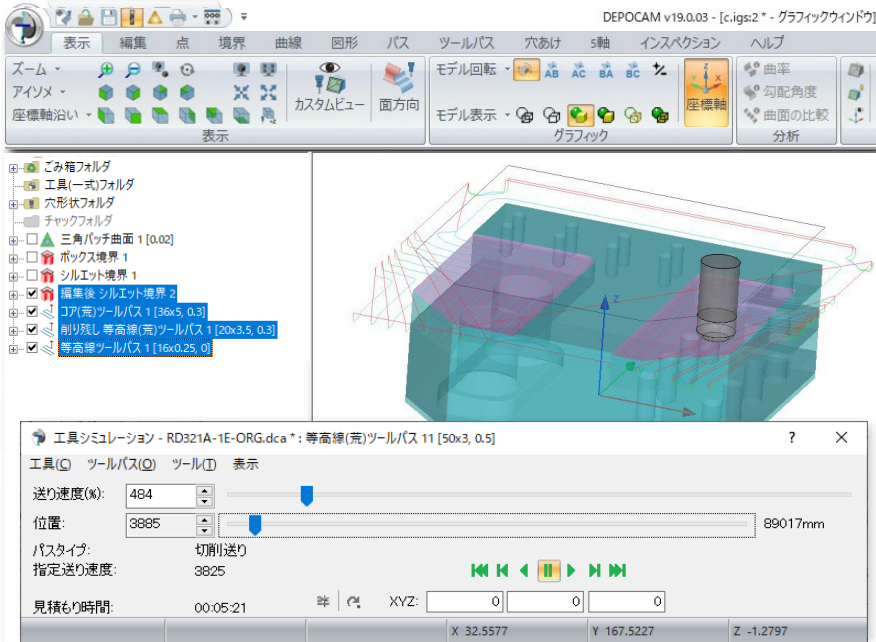 DEPOCAM v19.0.03 - [c.igs:2 * - グラフィックウィンドウ]
表示 編集 点 境界 曲線 図形 パス ツールパス 穴あけ 5軸 インスペクション ヘルプ
ズーム
アイソメ
座標軸沿い
カスタムビュー
面方向
モデル回転
AB AC BA BC
モデル表示
座標軸
曲率
勾配角度
曲面の比較
表示 グラフィック 分析
ごみ箱フォルダ
工具(一式)フォルダ
穴形状フォルダ
チャックフォルダ
三角パッチ曲面 1 [0.02]
ボックス境界 1
シルエット境界 1
編集後 シルエット境界 2
コア(荒)ツールパス 1 [36x5, 0.3]
削り残し 等高線(荒)ツールパス 1 [20x3.5, 0.3]
等高線ツールパス 1 [16x0.25, 0]
Z
工具シミュレーション - RD321A-1E-ORG.dca * : 等高線(荒)ツールパス 11 [50x3, 0.5] ? ×
工具(C) ツールパス(O) ツール(T) 表示
送り速度(%): 484
位置: 3885 89017mm
パスタイプ: 切削送り
指定送り速度: 3825
見積もり時間: 00:05:21 XYZ: 0 0 0
X 32.5577 Y 167.5227 Z -1.2797